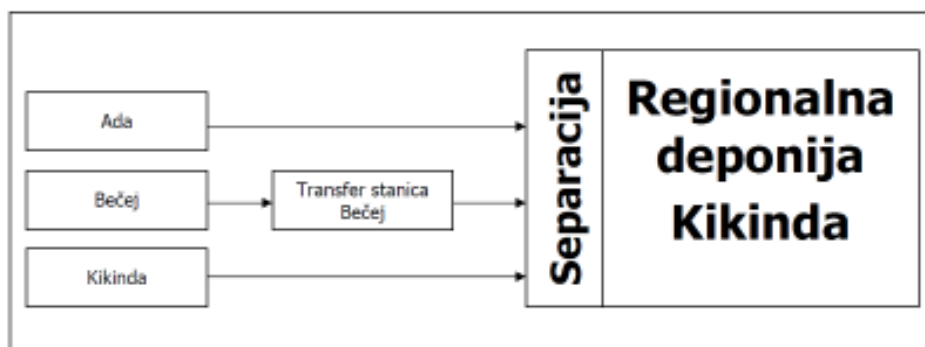 Ada
Bečej
Kikinda
Transfer stanica
Bečej
Separacija
Regionalna
deponija
Kikinda